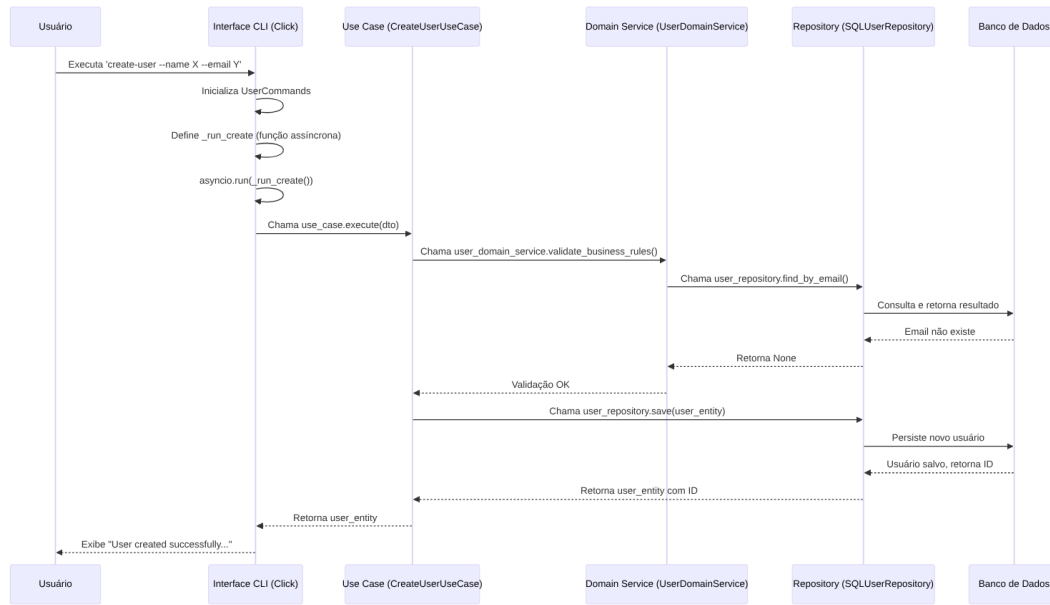 Usuário
Interface CLI (Click)
Use Case (CreateUserUseCase)
Domain Service (UserDomainService)
Repository (SQLUserRepository)
Banco de Dados
Executa 'create-user --name X --email Y'
Inicializa UserCommands
Define _run_create (função assíncrona)
asyncio.run(_run_create())
Chama use_case.execute(dto)
Chama user_domain_service.validate_business_rules()
Chama user_repository.find_by_email()
Consulta e retorna resultado
Email não existe
Retorna None
Validação OK
Chama user_repository.save(user_entity)
Persiste novo usuário
Usuário salvo, retorna ID
Retorna user_entity com ID
Retorna user_entity
Exibe "User created successfully..."
Usuário
Interface CLI (Click)
Use Case (CreateUserUseCase)
Domain Service (UserDomainService)
Repository (SQLUserRepository)
Banco de Dados